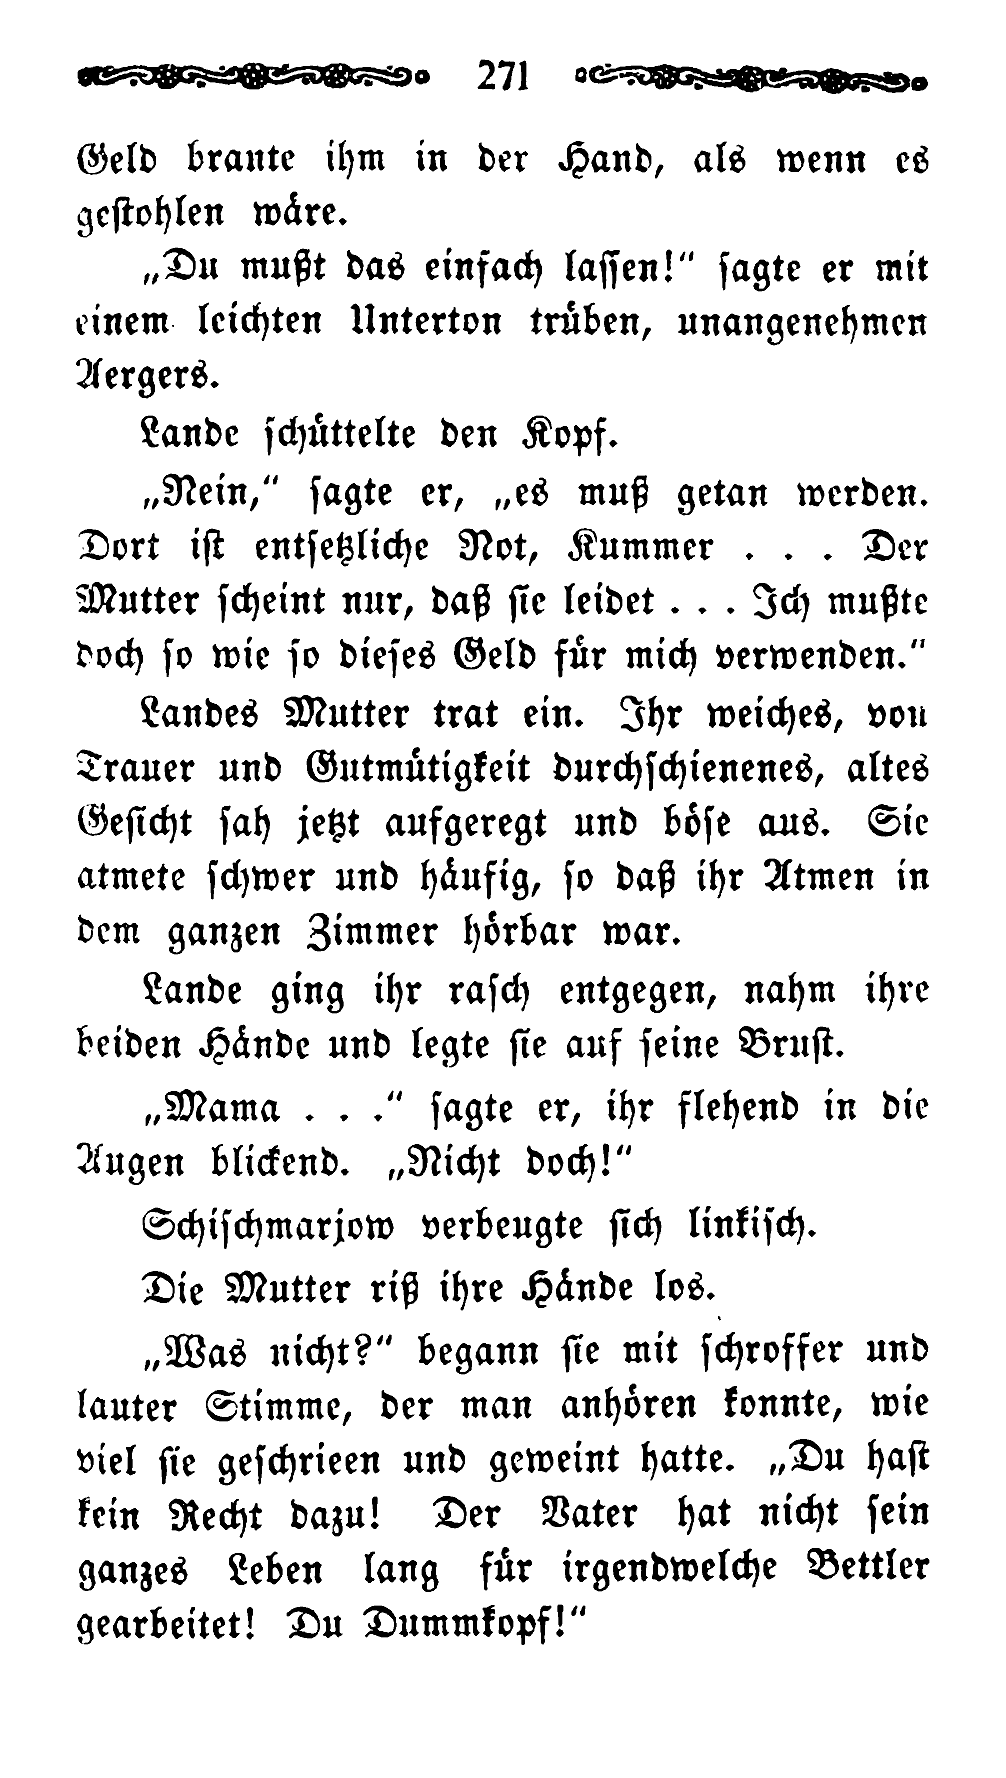 271
Geld brante ihm in der Hand, als wenn es
gestohlen wäre.
„Du mußt das einfach lassen!“ sagte er mit
einem leichten Unterton trüben, unangenehmen
Aergers.
Lande schüttelte den Kopf.
„Nein,“ sagte er, „es muß getan werden.
Dort ist entsetzliche Not, Kummer . . . Der
Mutter scheint nur, daß sie leidet . . . Ich mußte
doch so wie so dieses Geld für mich verwenden.“
Landes Mutter trat ein. Ihr weiches, von
Trauer und Gutmütigkeit durchschienenes, altes
Gesicht sah jetzt aufgeregt und böse aus. Sie
atmete schwer und häufig, so daß ihr Atmen in
dem ganzen Zimmer hörbar war.
Lande ging ihr rasch entgegen, nahm ihre
beiden Hände und legte sie auf seine Brust.
„Mama . . .“ sagte er, ihr flehend in die
Augen blickend. „Nicht doch!“
Schischmarjow verbeugte sich linkisch.
Die Mutter riß ihre Hände los.
„Was nicht?“ begann sie mit schroffer und
lauter Stimme, der man anhören konnte, wie
viel sie geschrieen und geweint hatte. „Du hast
kein Recht dazu! Der Vater hat nicht sein
ganzes Leben lang für irgendwelche Bettler
gearbeitet! Du Dummkopf!“